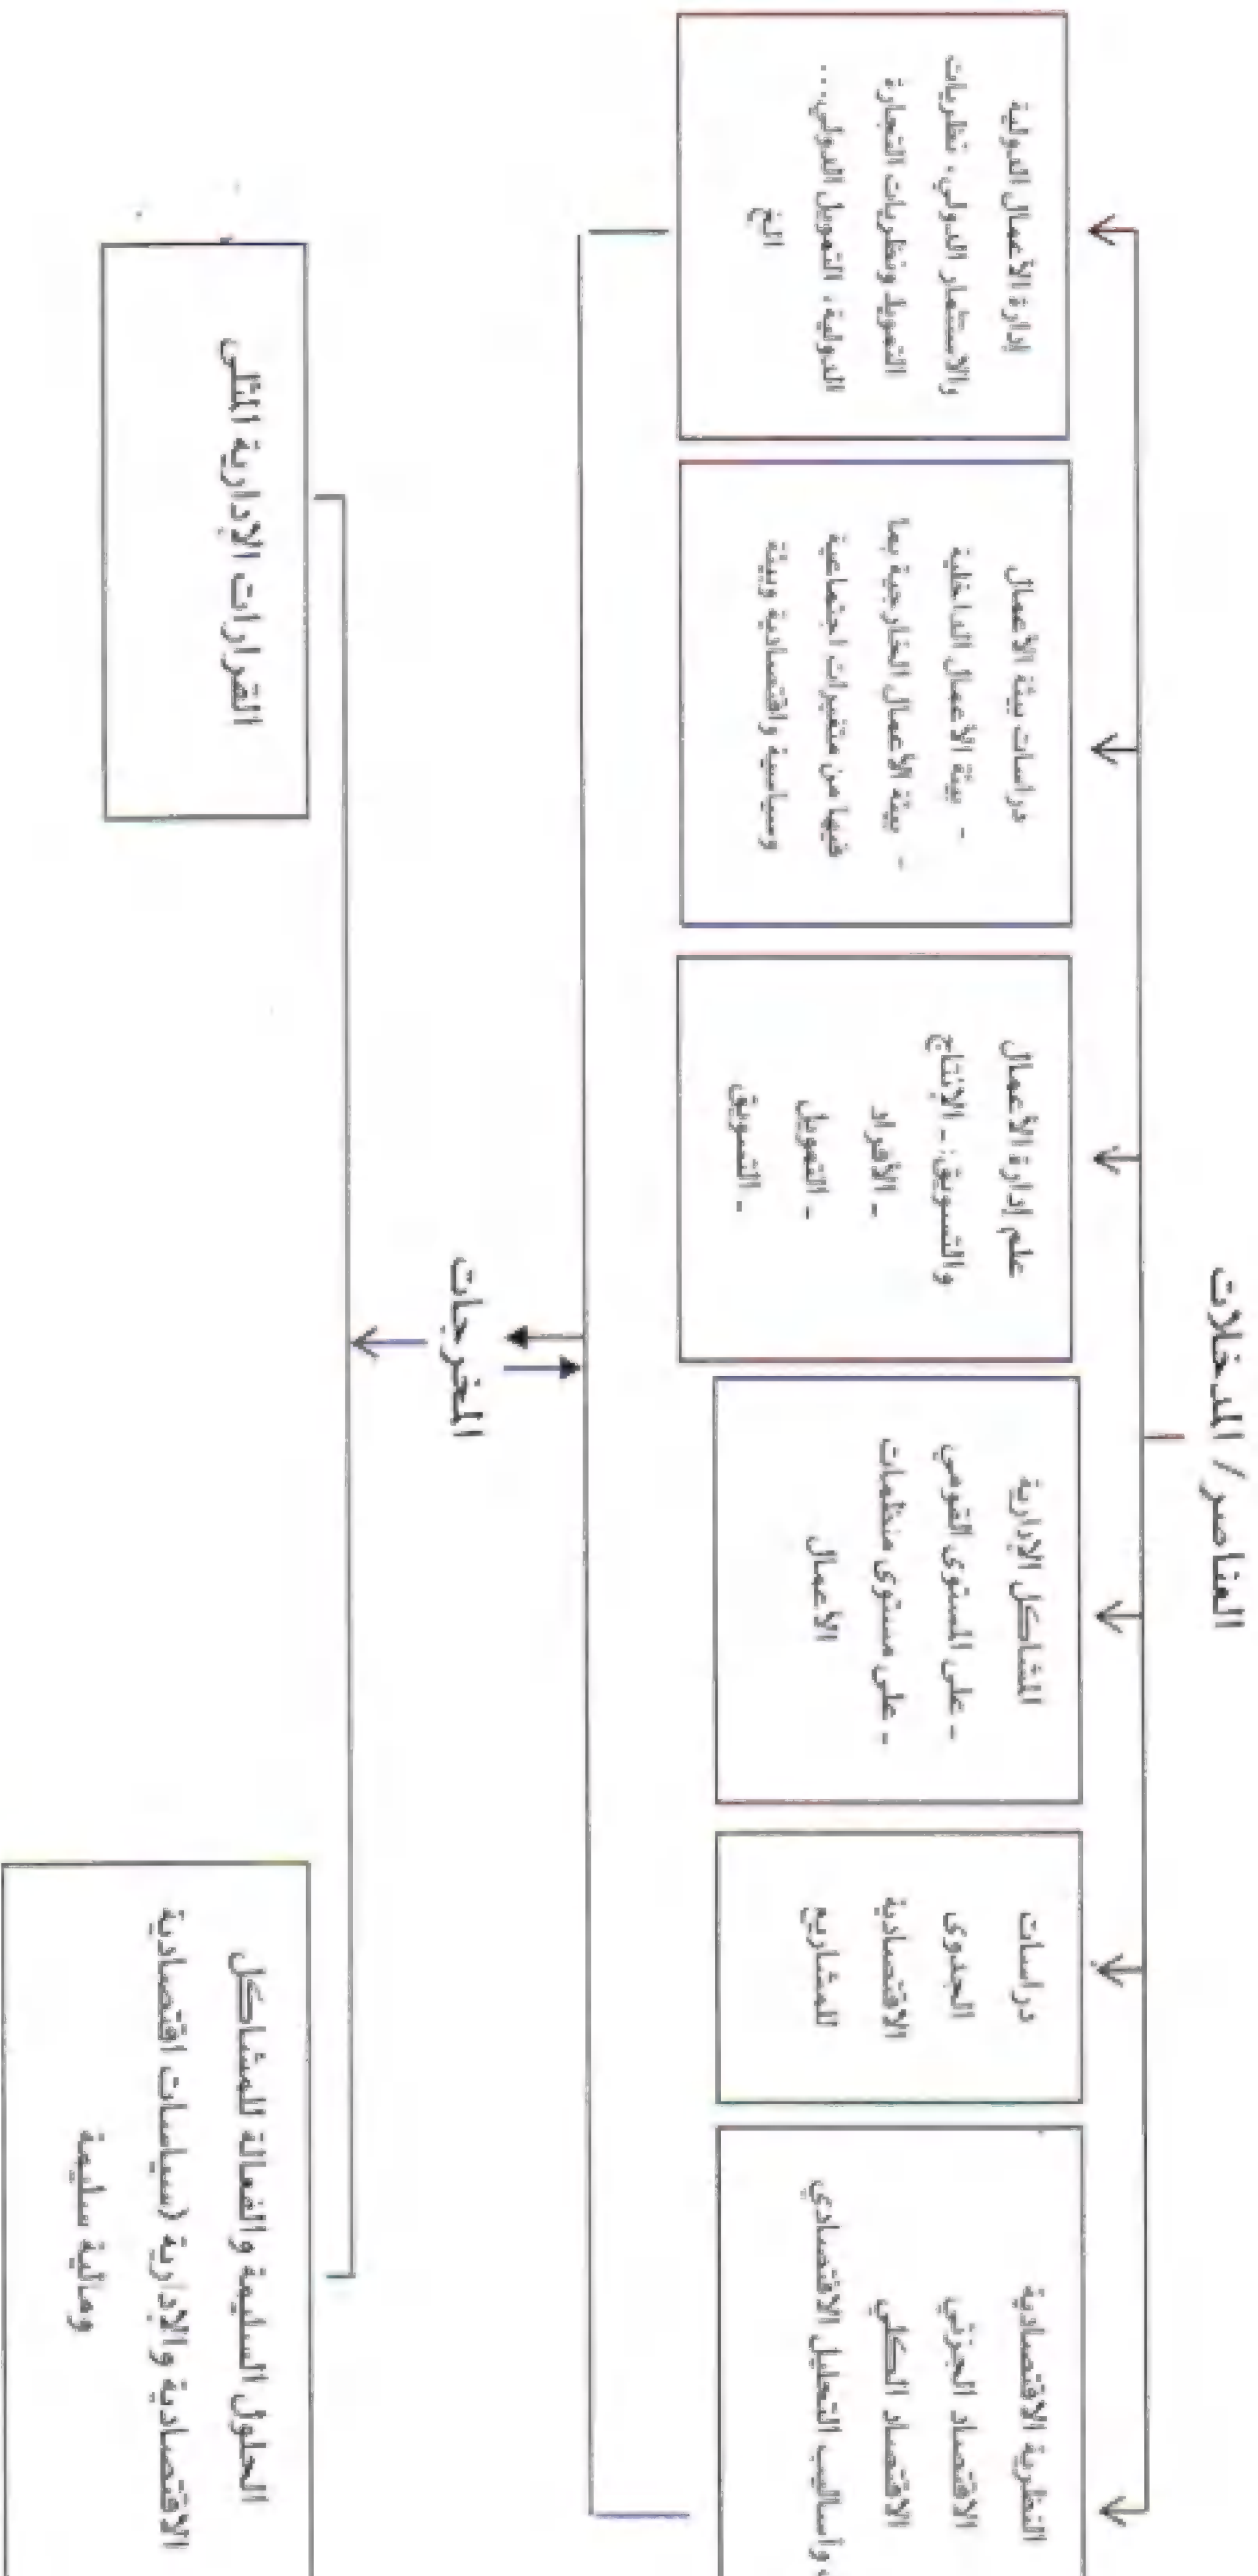 العناصر / المدخلات
النظرية الاقتصادية
الاقتصاد الجزئي
الاقتصاد الكلي
وأساليب التحليل الاقتصادي
دراسات
الجدوى
الاقتصادية
للمشاريع
المشاكل الإدارية
- على المستوى القومي
- على مستوى منظمات
الأعمال
علم إدارة الأعمال
والتسويق: - الإنتاج
- الأفراد
- التمويل
- التسويق
دراسات بيئة الأعمال
- بيئة الأعمال الداخلية
- بيئة الأعمال الخارجية بما
فيها من متغيرات اجتماعية
وسياسية واقتصادية وبيئة
إدارة الأعمال الدولية
والاستثمار الدولي، نظريات
التمويل ونظريات التجارة
الدولية، التمويل الدولي...
الخ
المخرجات
الحلول السليمة والفعالة للمشاكل
الاقتصادية والإدارية (سياسات اقتصادية
ومالية سليمة
القرارات الإدارية المثلى